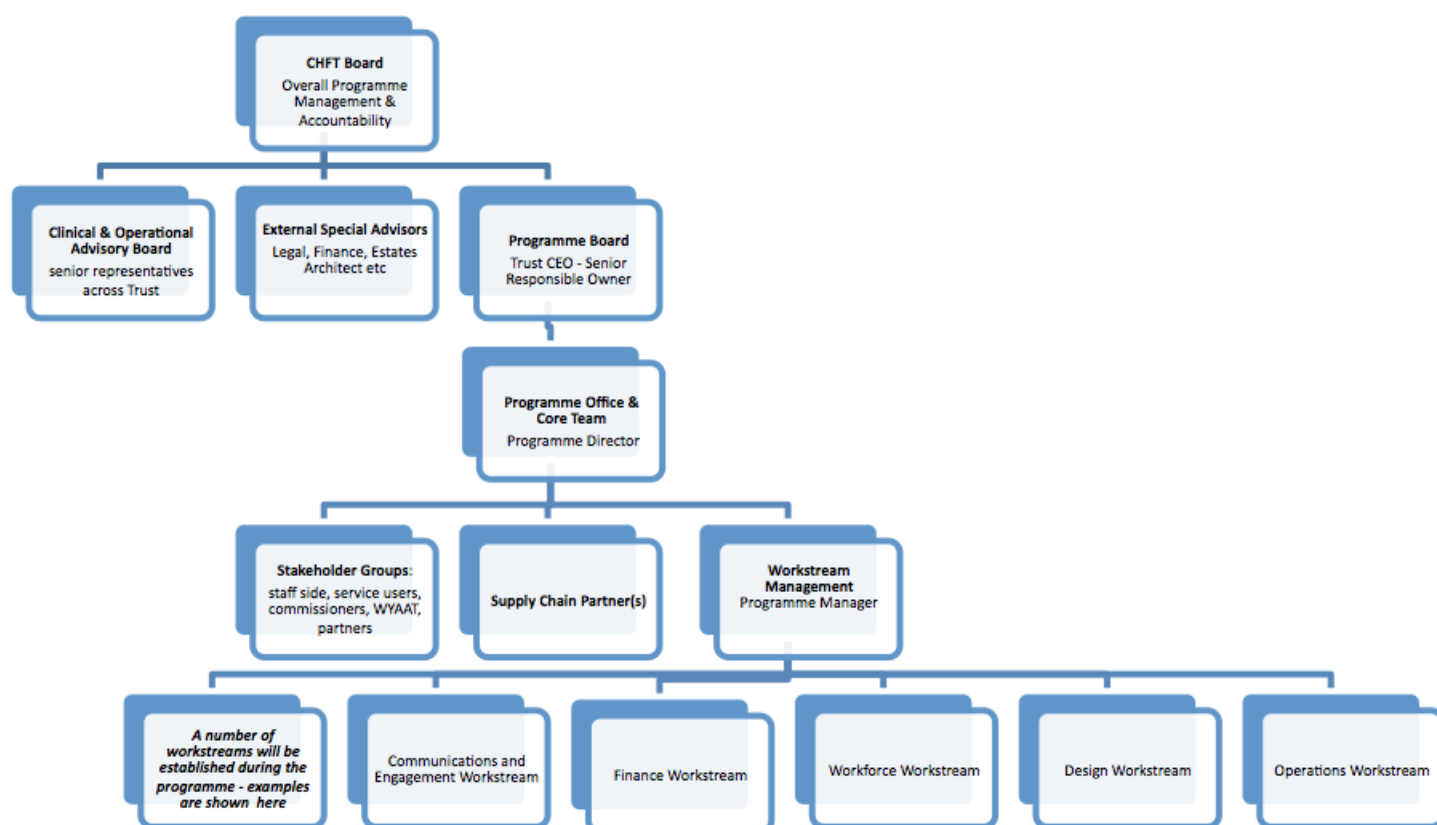 CHFT Board
Overall Programme
Management &
Accountability
Clinical & Operational
Advisory Board
senior representatives
across Trust
External Special Advisors
Legal, Finance, Estates
Architect etc
Programme Board
Trust CEO - Senior
Responsible Owner
Programme Office &
Core Team
Programme Director
Stakeholder Groups:
staff side, service users,
commissioners, WYAAT,
partners
Supply Chain Partner(s)
Workstream
Management
Programme Manager
A number of
workstreams will be
established during the
programme - examples
are shown here
Communications and
Engagement Workstream
Finance Workstream
Workforce Workstream
Design Workstream
Operations Workstream